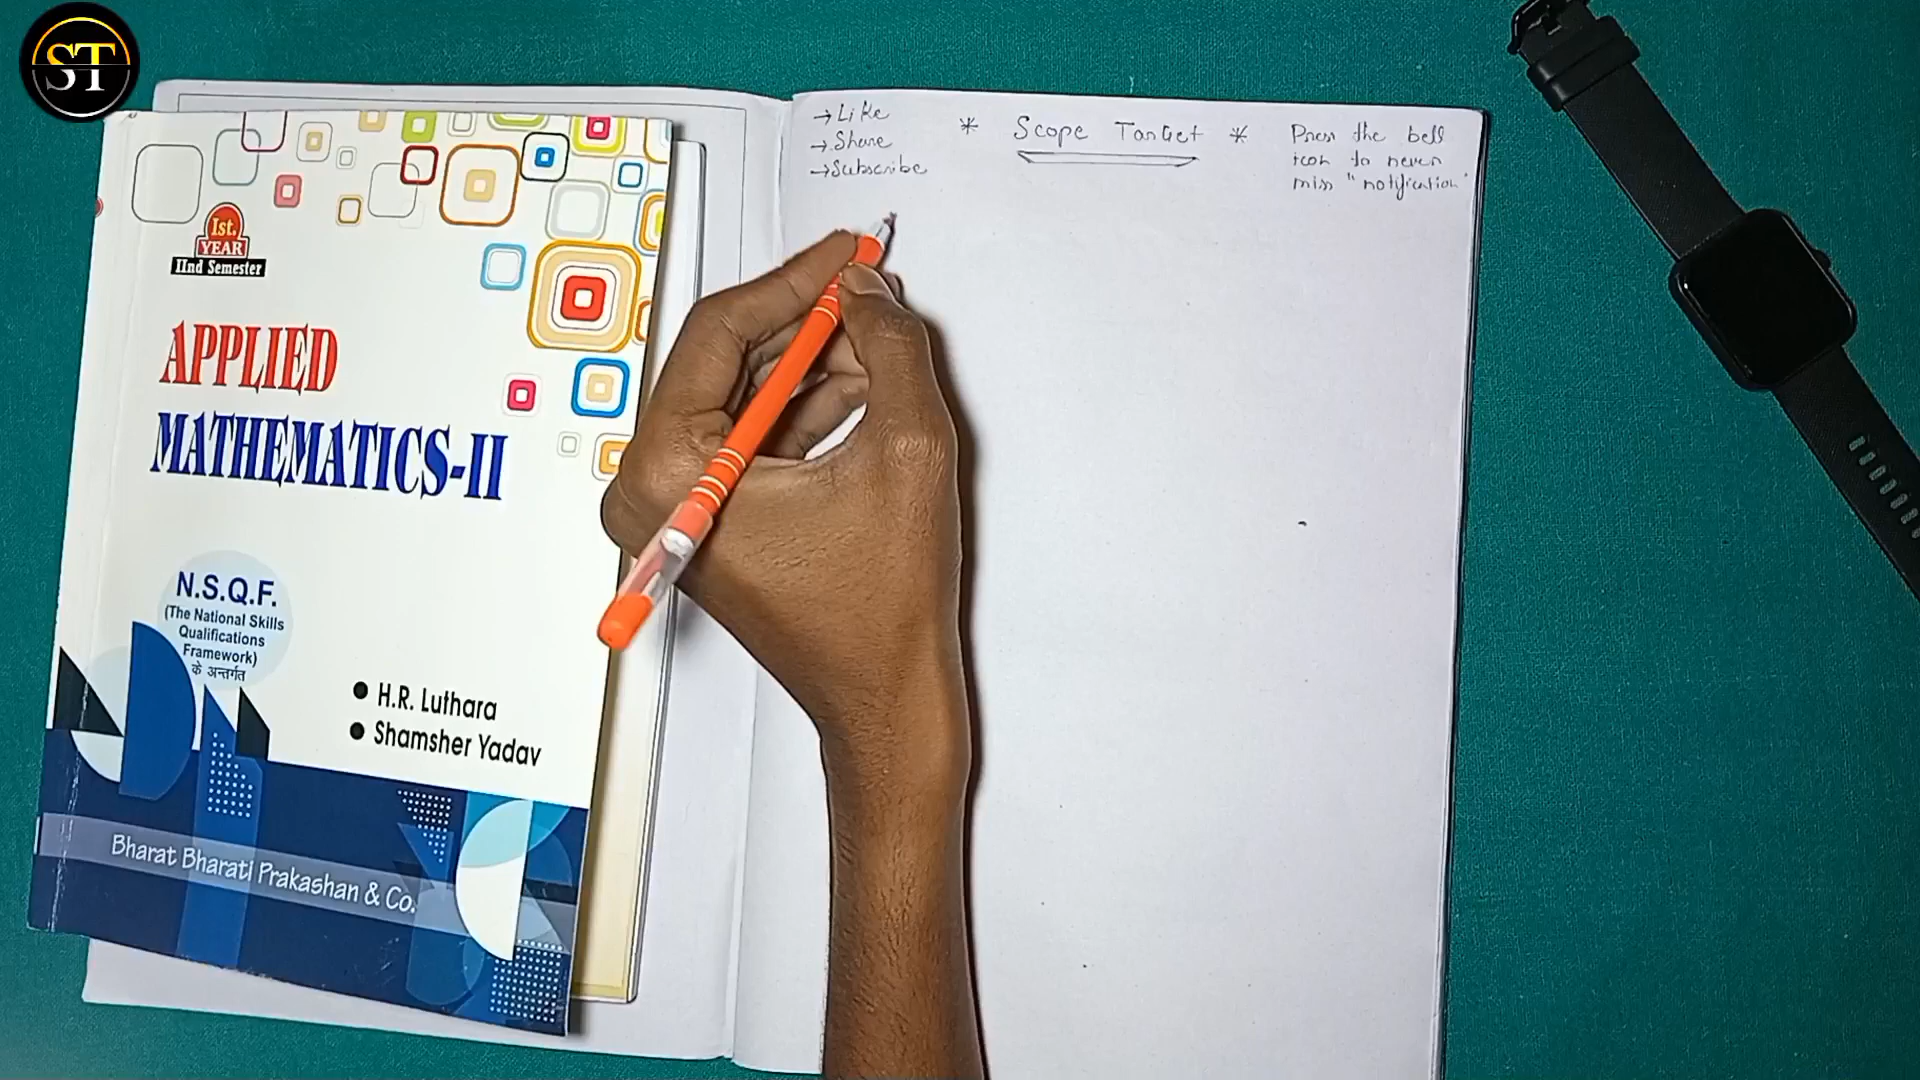 ST
Ist.
YEAR
IInd Semester
APPLIED
MATHEMATICS-II
N.S.Q.F.
(The National Skills
Qualifications
Framework)
के अन्तर्गत
● H.R. Luthara
● Shamsher Yadav
Bharat Bharati Prakashan & Co.
→ Like
→ Share
→ Subscribe
* Scope Target *
Press the bell
icon to never
miss "notification"